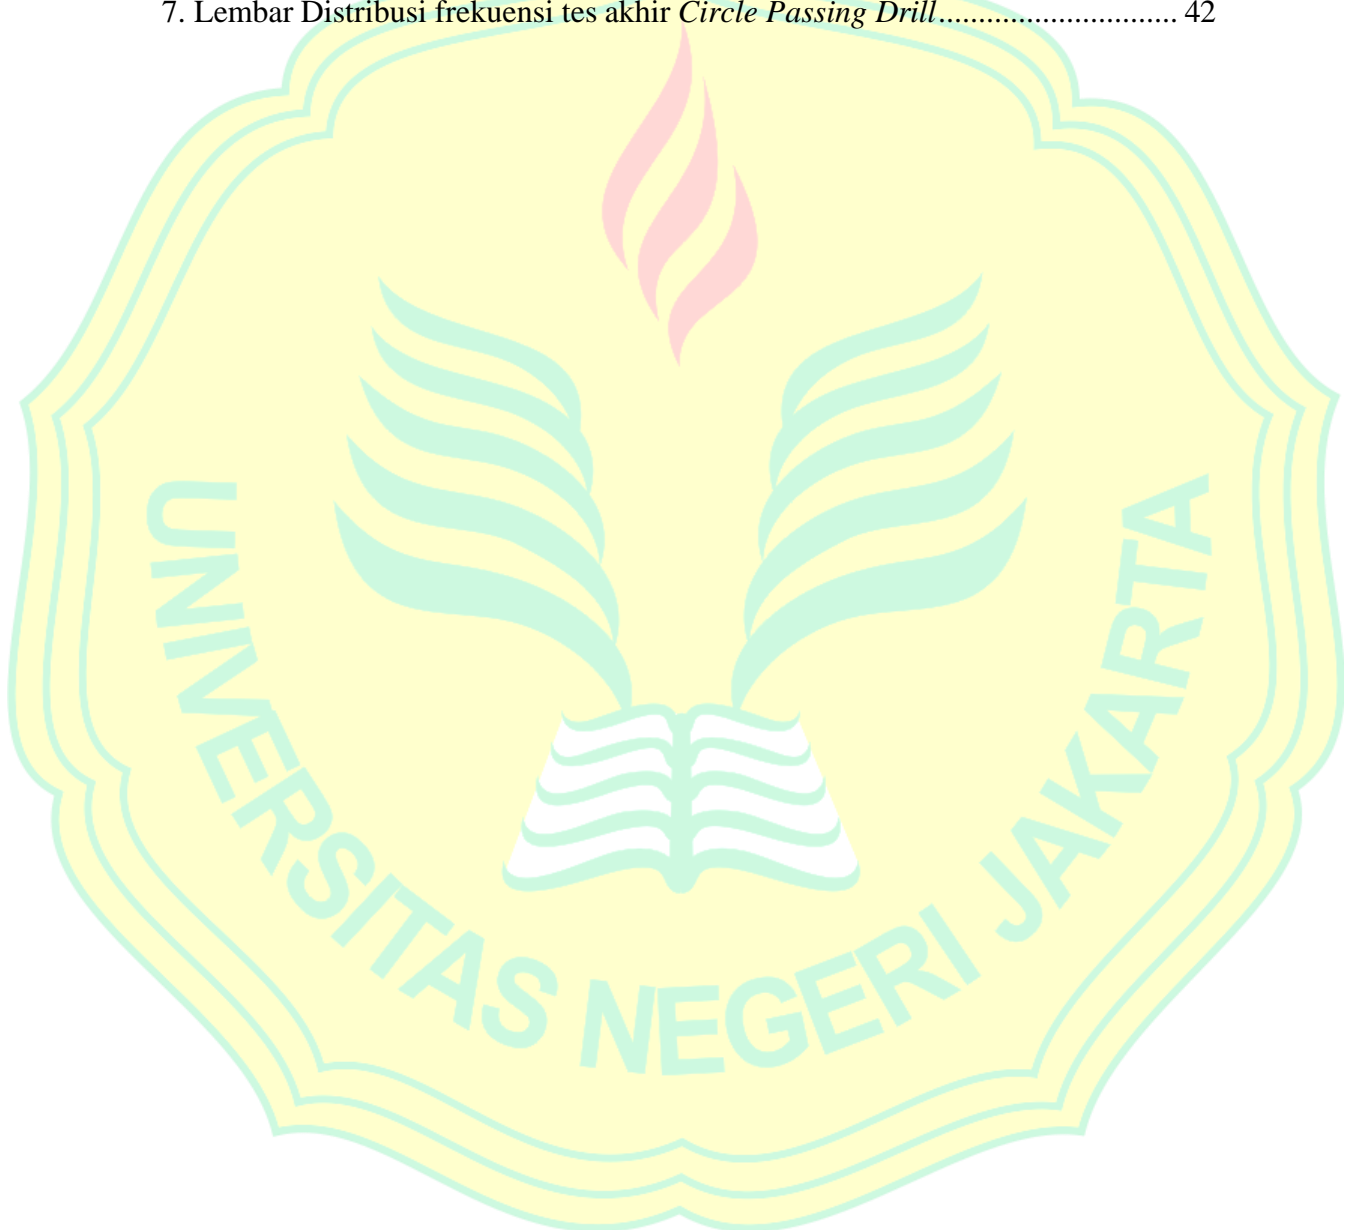 7. Lembar Distribusi frekuensi tes akhir Circle Passing Drill............................. 42
UNIVERSITAS NEGERI JAKARTA